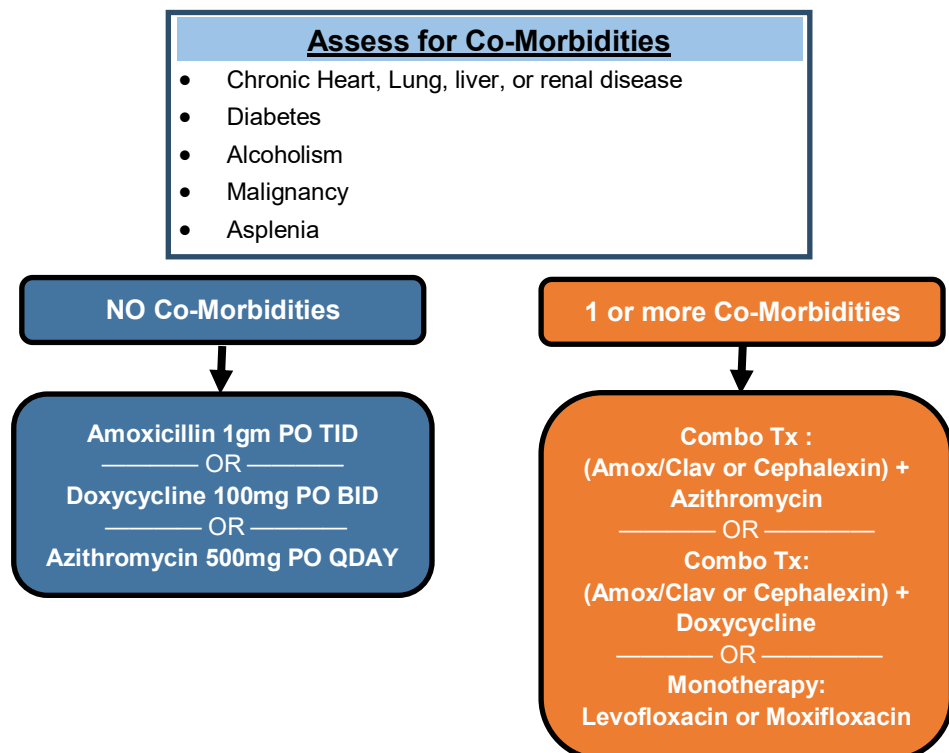 Assess for Co-Morbidities
• Chronic Heart, Lung, liver, or renal disease
• Diabetes
• Alcoholism
• Malignancy
• Asplenia
NO Co-Morbidities
Amoxicillin 1gm PO TID
————— OR —————
Doxycycline 100mg PO BID
————— OR —————
Azithromycin 500mg PO QDAY
1 or more Co-Morbidities
Combo Tx :
(Amox/Clav or Cephalexin) +
Azithromycin
————— OR —————
Combo Tx:
(Amox/Clav or Cephalexin) +
Doxycycline
————— OR —————
Monotherapy:
Levofloxacin or Moxifloxacin